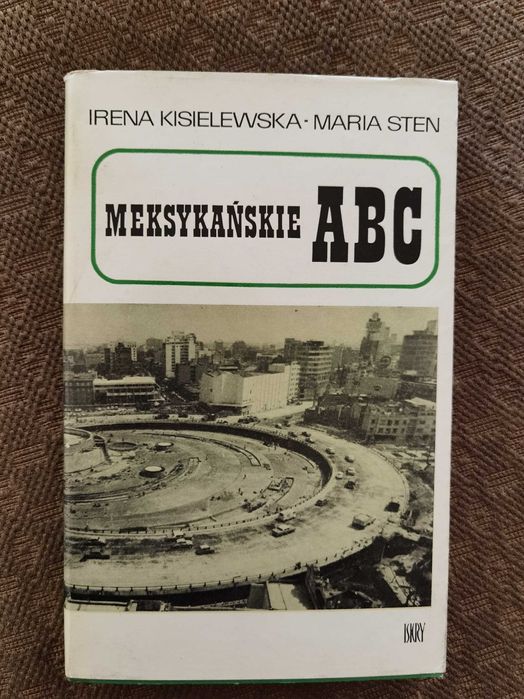 IRENA KISIELEWSKA • MARIA STEN
MEKSYKAŃSKIE ABC
ISKRY